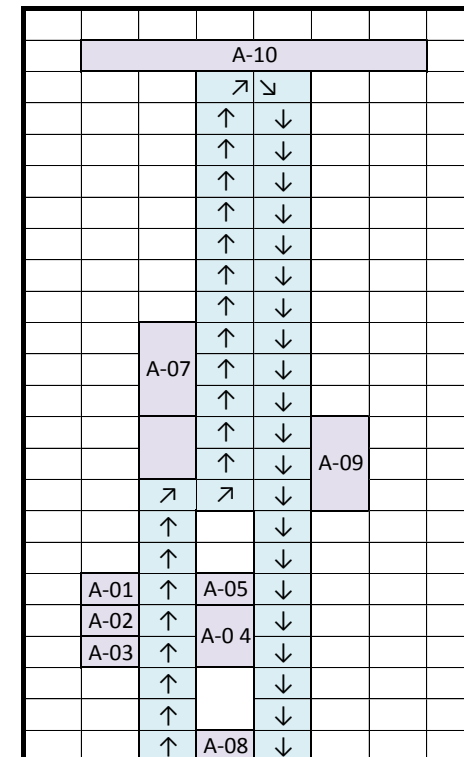 A-10
↗ ↘
↑ ↓
↑ ↓
↑ ↓
↑ ↓
↑ ↓
↑ ↓
↑ ↓
↑ ↓
A-07 ↑ ↓
↑ ↓
↑ ↓
↑ ↓ A-09
↗ ↗ ↓
↑ ↓
↑ ↓
A-01 ↑ A-05 ↓
A-02 ↑ A-0 4 ↓
A-03 ↑ ↓
↑ ↓
↑ ↓
↑ A-08 ↓